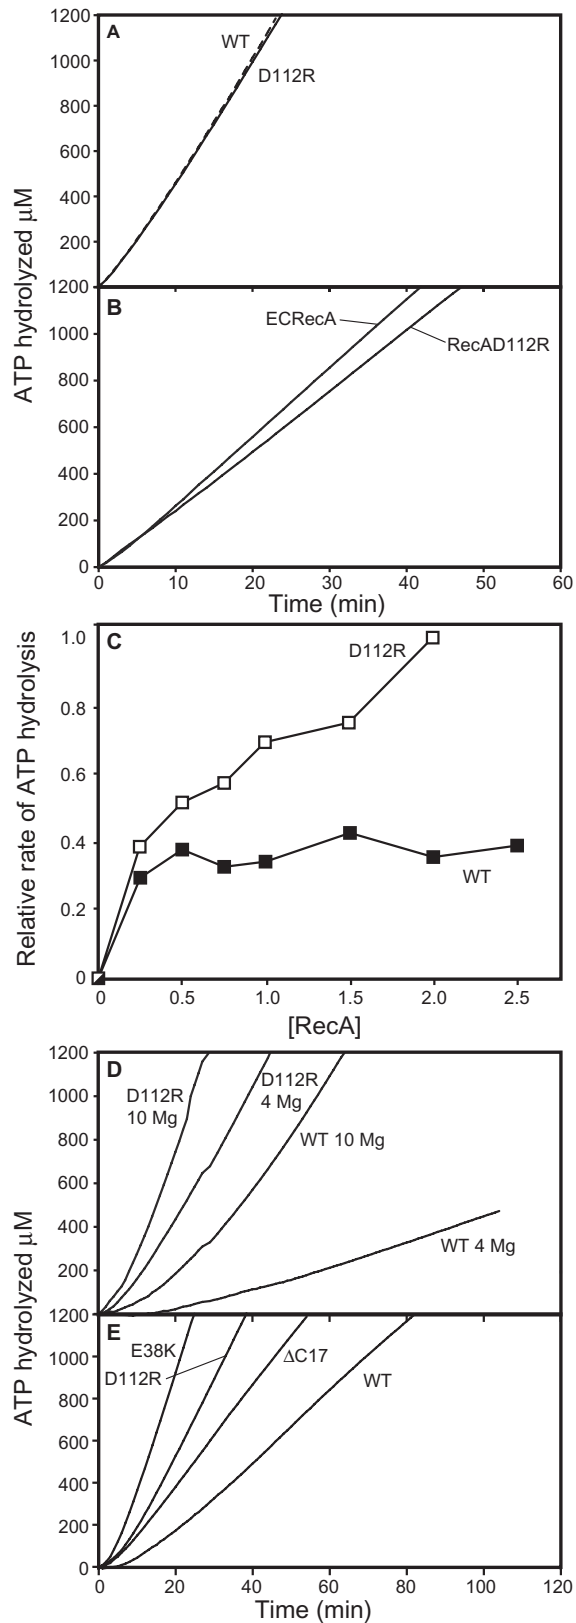 A
1200
1000
800
600
400
200
WT
D112R
ATP hydrolyzed μM
B
1200
1000
800
600
400
200
0
ECRecA
RecAD112R
0 10 20 30 40 50 60
Time (min)
C
1.0
0.8
0.6
0.4
0.2
0
D112R
WT
Relative rate of ATP hydrolysis
0 0.5 1.0 1.5 2.0 2.5
[RecA]
D
1200
1000
800
600
400
200
D112R
10 Mg
D112R
4 Mg
WT 10 Mg
WT 4 Mg
ATP hydrolyzed μM
E
1200
1000
800
600
400
200
0
E38K
D112R
ΔC17
WT
0 20 40 60 80 100 120
Time (min)